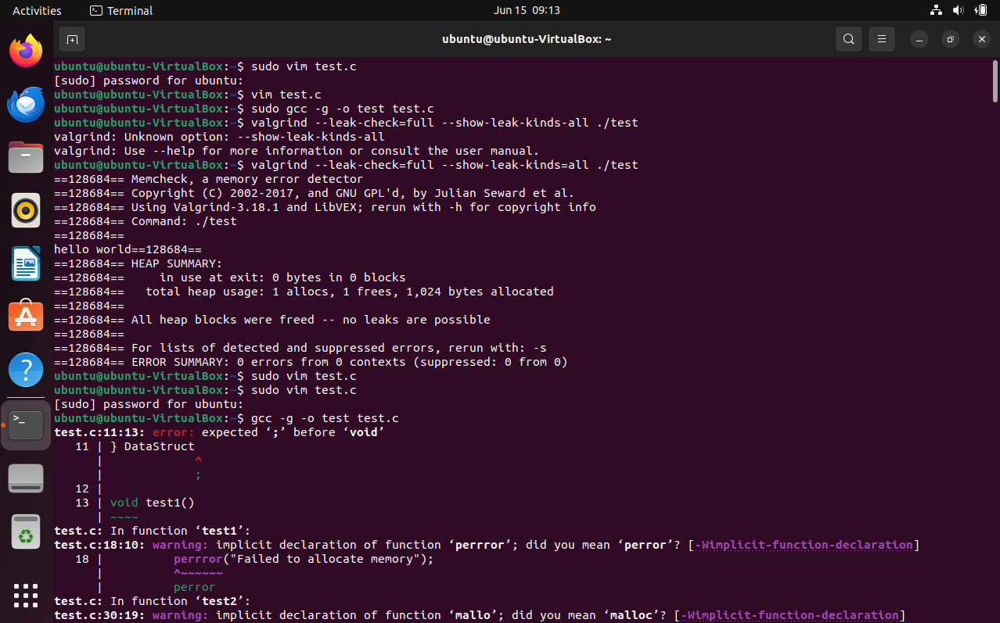 Activities
Terminal
Jun 15 09:13
ubuntu@ubuntu-VirtualBox: ~
ubuntu@ubuntu-VirtualBox:~$ sudo vim test.c
[sudo] password for ubuntu:
ubuntu@ubuntu-VirtualBox:~$ vim test.c
ubuntu@ubuntu-VirtualBox:~$ sudo gcc -g -o test test.c
ubuntu@ubuntu-VirtualBox:~$ valgrind --leak-check=full --show-leak-kinds-all ./test
valgrind: Unknown option: --show-leak-kinds-all
valgrind: Use --help for more information or consult the user manual.
ubuntu@ubuntu-VirtualBox:~$ valgrind --leak-check=full --show-leak-kinds=all ./test
==128684== Memcheck, a memory error detector
==128684== Copyright (C) 2002-2017, and GNU GPL'd, by Julian Seward et al.
==128684== Using Valgrind-3.18.1 and LibVEX; rerun with -h for copyright info
==128684== Command: ./test
==128684==
hello world==128684==
==128684== HEAP SUMMARY:
==128684==     in use at exit: 0 bytes in 0 blocks
==128684==   total heap usage: 1 allocs, 1 frees, 1,024 bytes allocated
==128684==
==128684== All heap blocks were freed -- no leaks are possible
==128684==
==128684== For lists of detected and suppressed errors, rerun with: -s
==128684== ERROR SUMMARY: 0 errors from 0 contexts (suppressed: 0 from 0)
ubuntu@ubuntu-VirtualBox:~$ sudo vim test.c
ubuntu@ubuntu-VirtualBox:~$ sudo vim test.c
[sudo] password for ubuntu:
ubuntu@ubuntu-VirtualBox:~$ gcc -g -o test test.c
test.c:11:13: error: expected ‘;’ before ‘void’
   11 | } DataStruct
      |             ^
      |             ;
   12 |
   13 | void test1()
      | ~~~~
test.c: In function ‘test1’:
test.c:18:10: warning: implicit declaration of function ‘perrror’; did you mean ‘perror’? [-Wimplicit-function-declaration]
   18 |          perrror("Failed to allocate memory");
      |          ^~~~~~~
      |          perror
test.c: In function ‘test2’:
test.c:30:19: warning: implicit declaration of function ‘mallo’; did you mean ‘malloc’? [-Wimplicit-function-declaration]